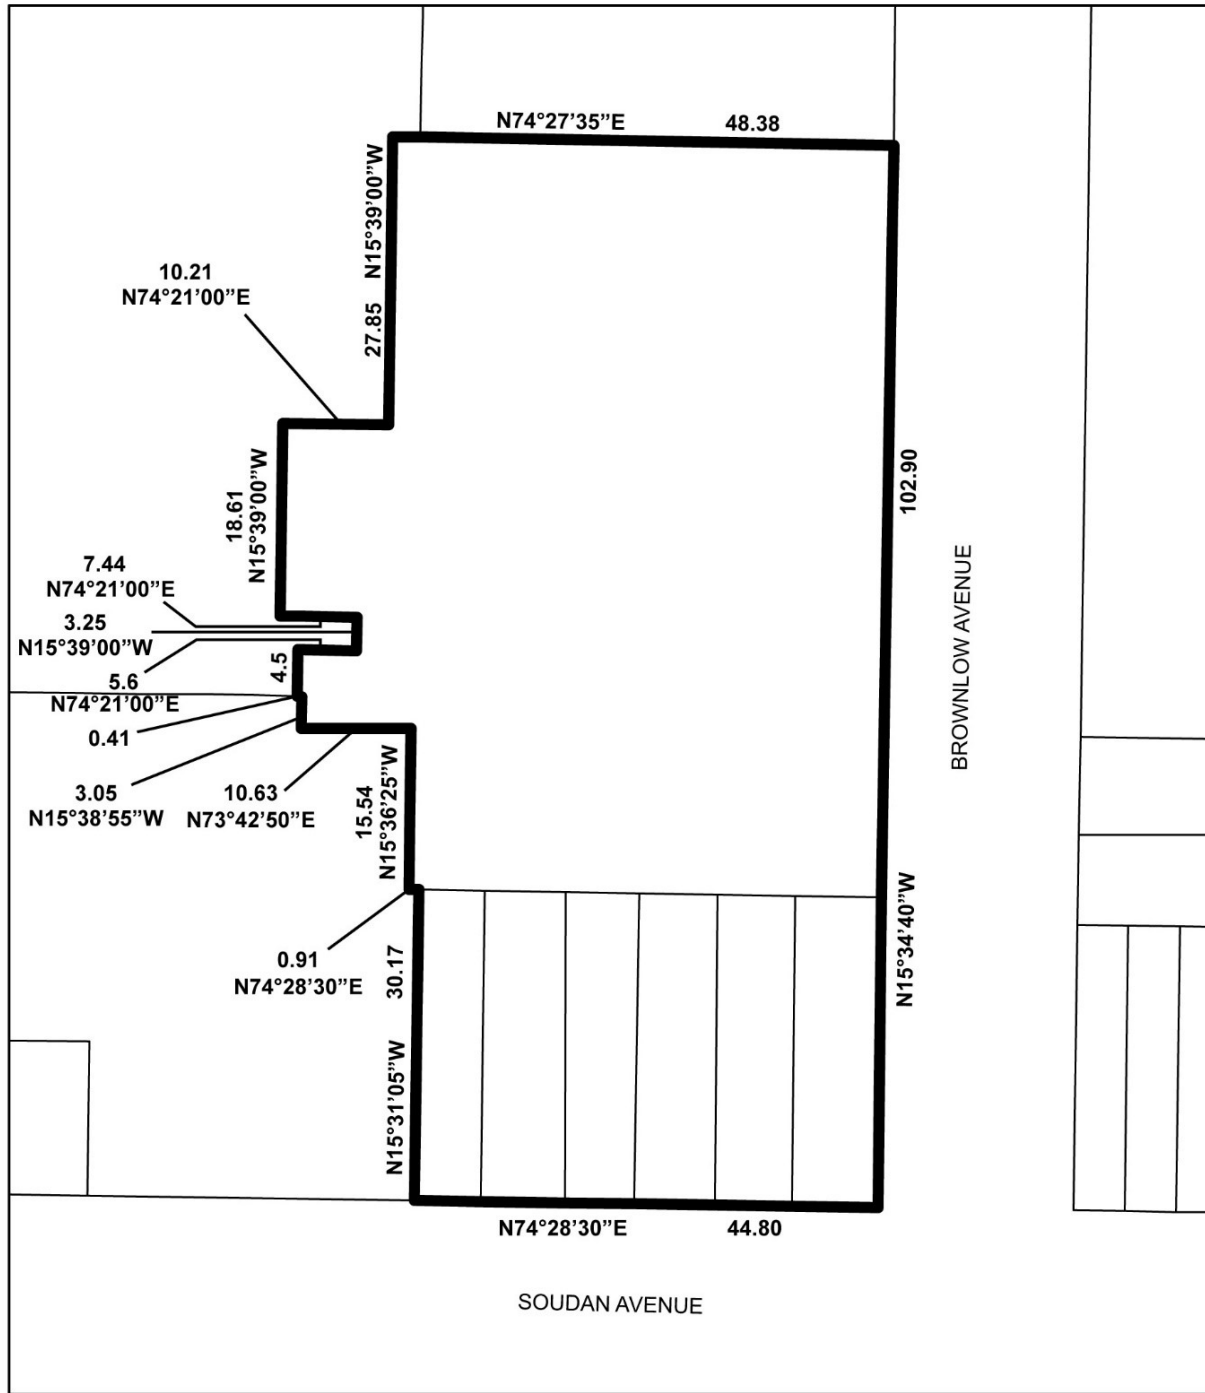 N74°27’35”E 48.38
N15°39’00”W
27.85
10.21
N74°21’00”E
18.61
N15°39’00”W
102.90
7.44
N74°21’00”E
3.25
N15°39’00”W
5.6
N74°21’00”E
4.5
0.41
3.05
N15°38’55”W
10.63
N73°42’50”E
15.54
N15°36’25”W
BROWNLOW AVENUE
N15°34’40”W
0.91
N74°28’30”E
30.17
N15°31’05”W
N74°28’30”E 44.80
SOUDAN AVENUE